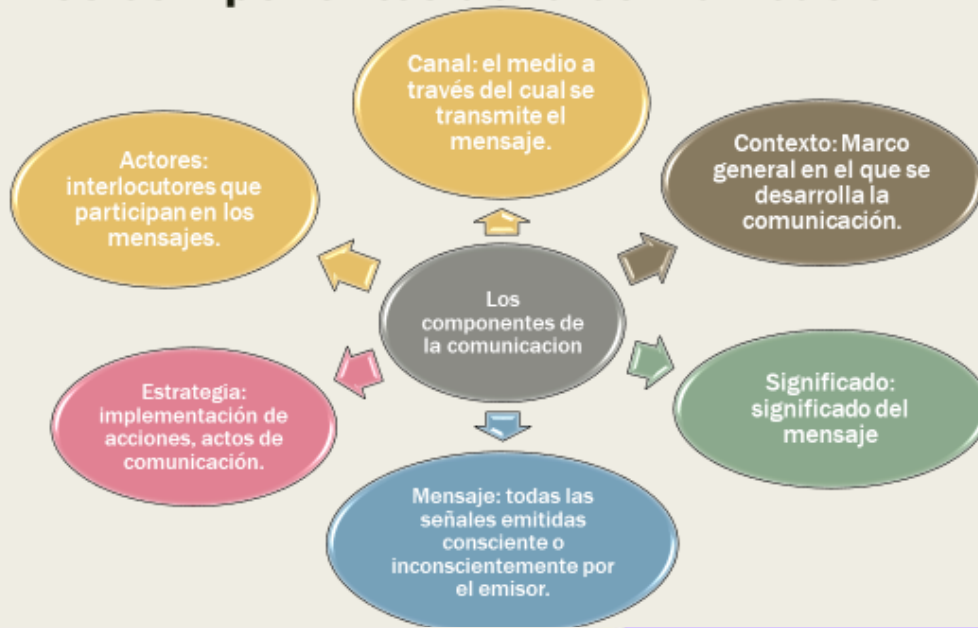 Canal: el medio a
través del cual se
transmite el
mensaje.
Contexto: Marco
general en el que se
desarrolla la
comunicación.
Actores:
interlocutores que
participan en los
mensajes.
Los
componentes de
la comunicacion
Significado:
significado del
mensaje
Estrategia:
implementación de
acciones, actos de
comunicación.
Mensaje: todas las
señales emitidas
consciente o
inconscientemente por
el emisor.